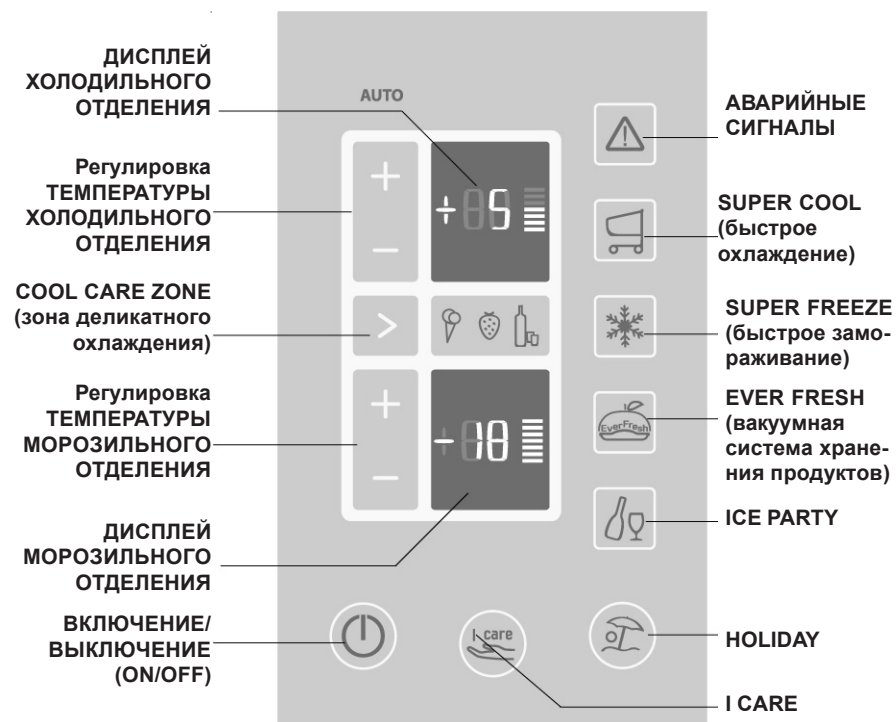 ДИСПЛЕЙ
ХОЛОДИЛЬНОГО
ОТДЕЛЕНИЯ
Регулировка
ТЕМПЕРАТУРЫ
ХОЛОДИЛЬНОГО
ОТДЕЛЕНИЯ
COOL CARE ZONE
(зона деликатного
охлаждения)
Регулировка
ТЕМПЕРАТУРЫ
МОРОЗИЛЬНОГО
ОТДЕЛЕНИЯ
ДИСПЛЕЙ
МОРОЗИЛЬНОГО
ОТДЕЛЕНИЯ
ВКЛЮЧЕНИЕ/
ВЫКЛЮЧЕНИЕ
(ON/OFF)
AUTO
+
+ 5
−
>
+
- 18
−
EverFresh
I care
АВАРИЙНЫЕ
СИГНАЛЫ
SUPER COOL
(быстрое
охлаждение)
SUPER FREEZE
(быстрое замо-
раживание)
EVER FRESH
(вакуумная
система хране-
ния продуктов)
ICE PARTY
HOLIDAY
I CARE